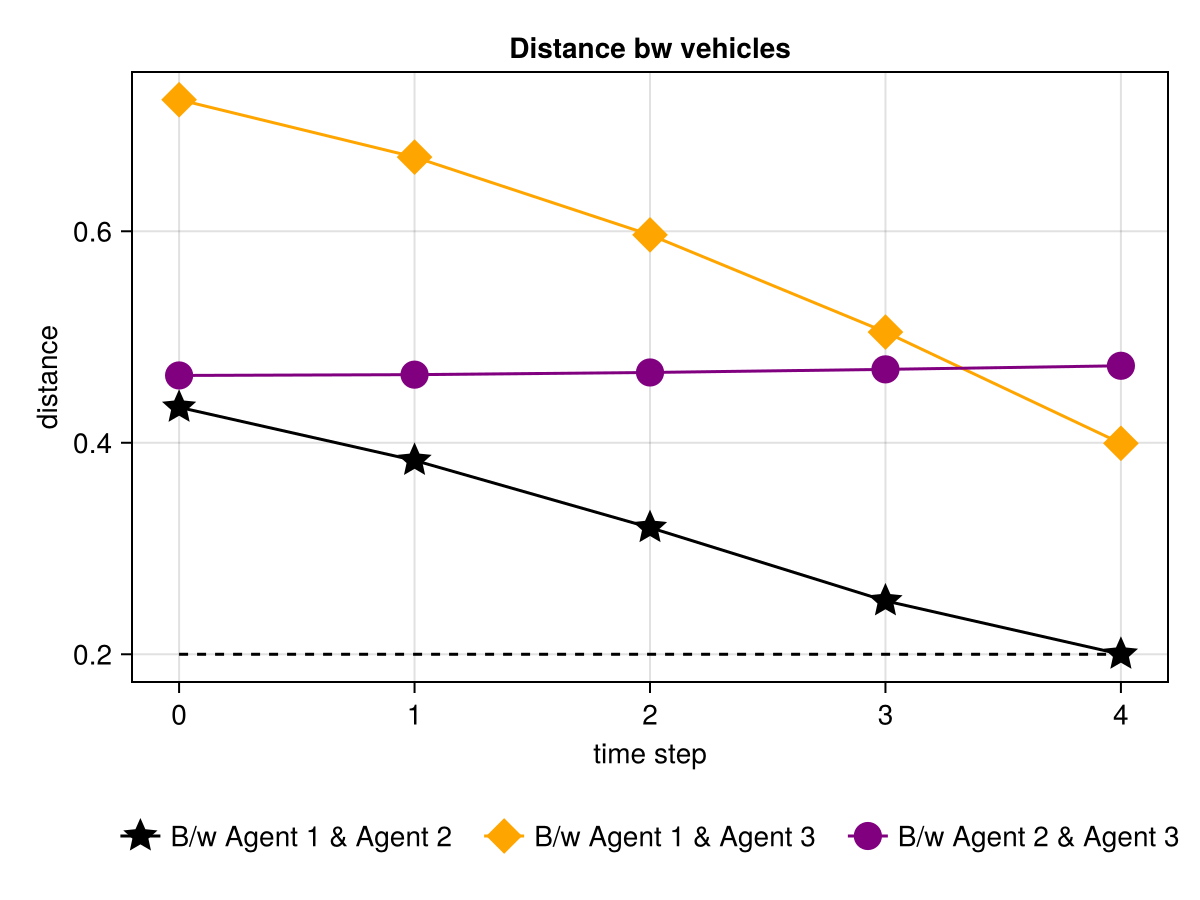 Distance bw vehicles
distance
0.6
0.4
0.2
0 1 2 3 4
time step
B/w Agent 1 & Agent 2 B/w Agent 1 & Agent 3 B/w Agent 2 & Agent 3